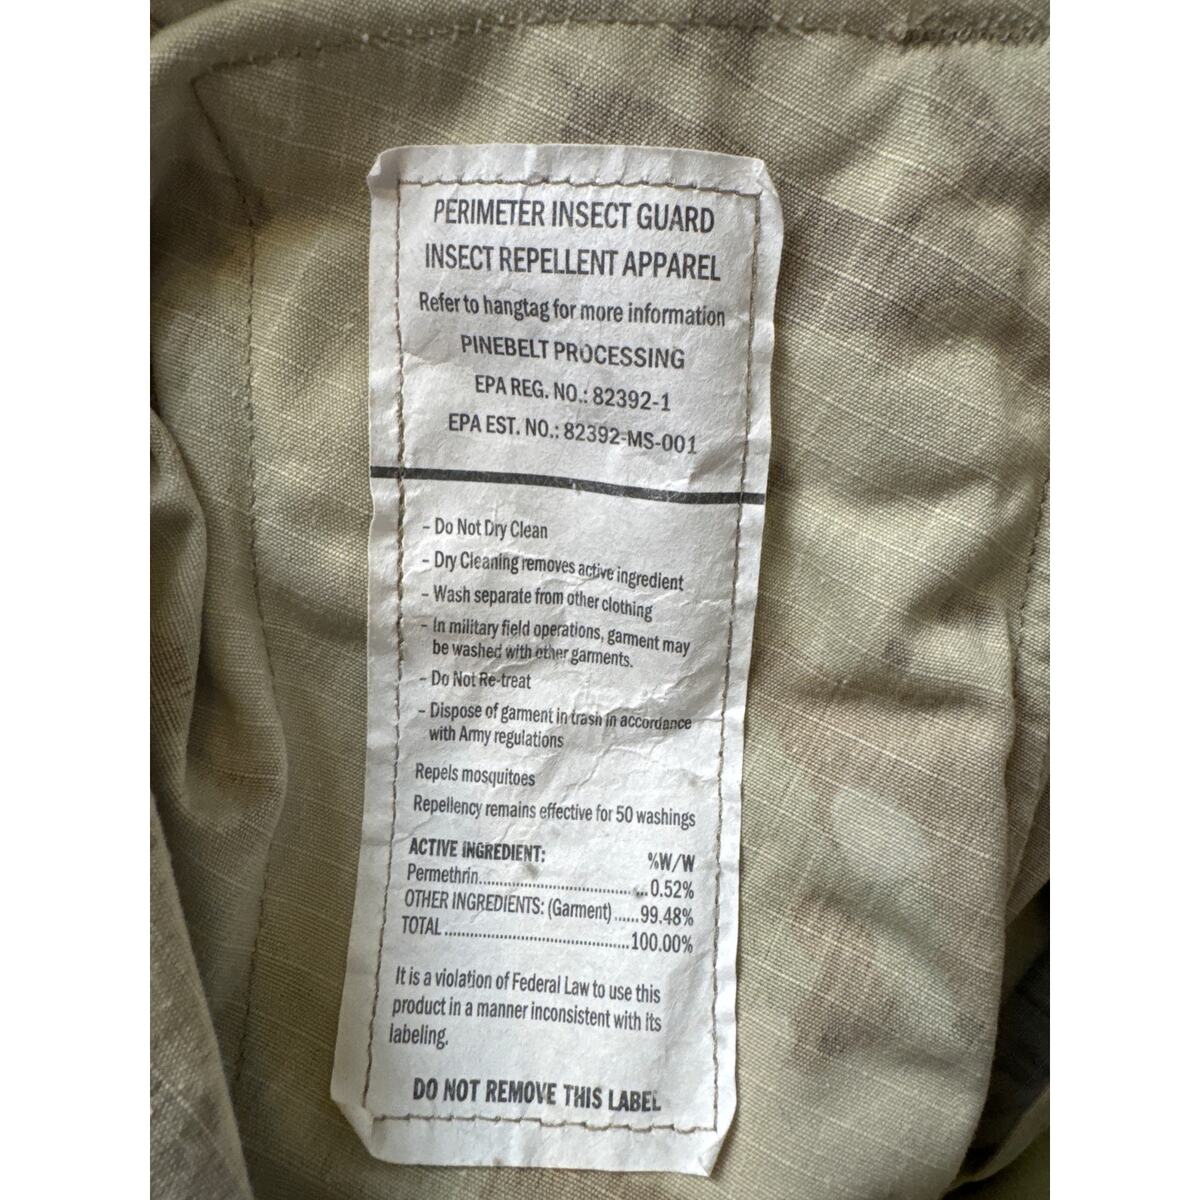 PERIMETER INSECT GUARD
INSECT REPELLENT APPAREL
Refer to hangtag for more information
PINEBELT PROCESSING
EPA REG. NO.: 82392-1
EPA EST. NO.: 82392-MS-001
- Do Not Dry Clean
- Dry Cleaning removes active ingredient
- Wash separate from other clothing
- In military field operations, garment may
be washed with other garments.
- Do Not Re-treat
- Dispose of garment in trash in accordance
with Army regulations
Repels mosquitoes
Repellency remains effective for 50 washings
ACTIVE INGREDIENT: %W/W
Permethrin..................................0.52%
OTHER INGREDIENTS: (Garment) ......99.48%
TOTAL ........................................100.00%
It is a violation of Federal Law to use this
product in a manner inconsistent with its
labeling.
DO NOT REMOVE THIS LABEL